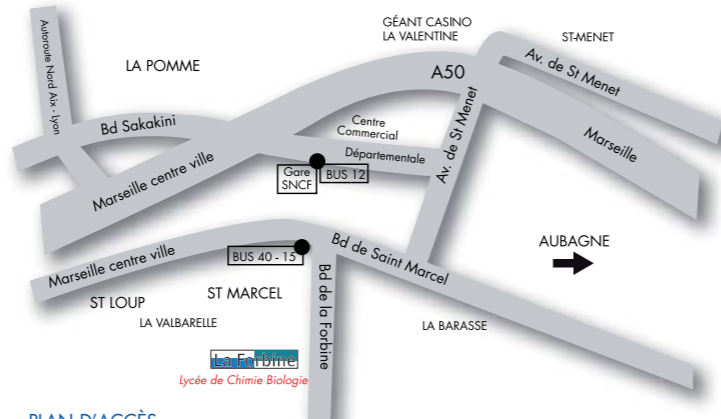 GÉANT CASINO
LA VALENTINE
ST-MENET
Autoroute Nord Aix - Lyon
LA POMME
A50
Av. de St Menet
Bd Sakakini
Centre
Commercial
Départementale
Av. de St Menet
Marseille
Marseille centre ville
Gare
SNCF
BUS 12
Marseille centre ville
BUS 40 - 15
Bd de Saint Marcel
AUBAGNE
ST LOUP
ST MARCEL
Bd de la Forbine
LA VALBARELLE
LA BARASSE
La Forbine
Lycée de Chimie Biologie
PLAN D'ACCÈS